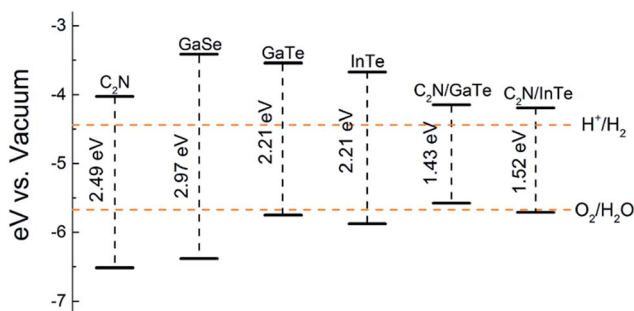 eV vs. Vacuum
-3
-4
-5
-6
-7
C₂N
GaSe
GaTe
InTe
C₂N/GaTe
C₂N/InTe
2.49 eV
2.97 eV
2.21 eV
2.21 eV
1.43 eV
1.52 eV
H⁺/H₂
O₂/H₂O